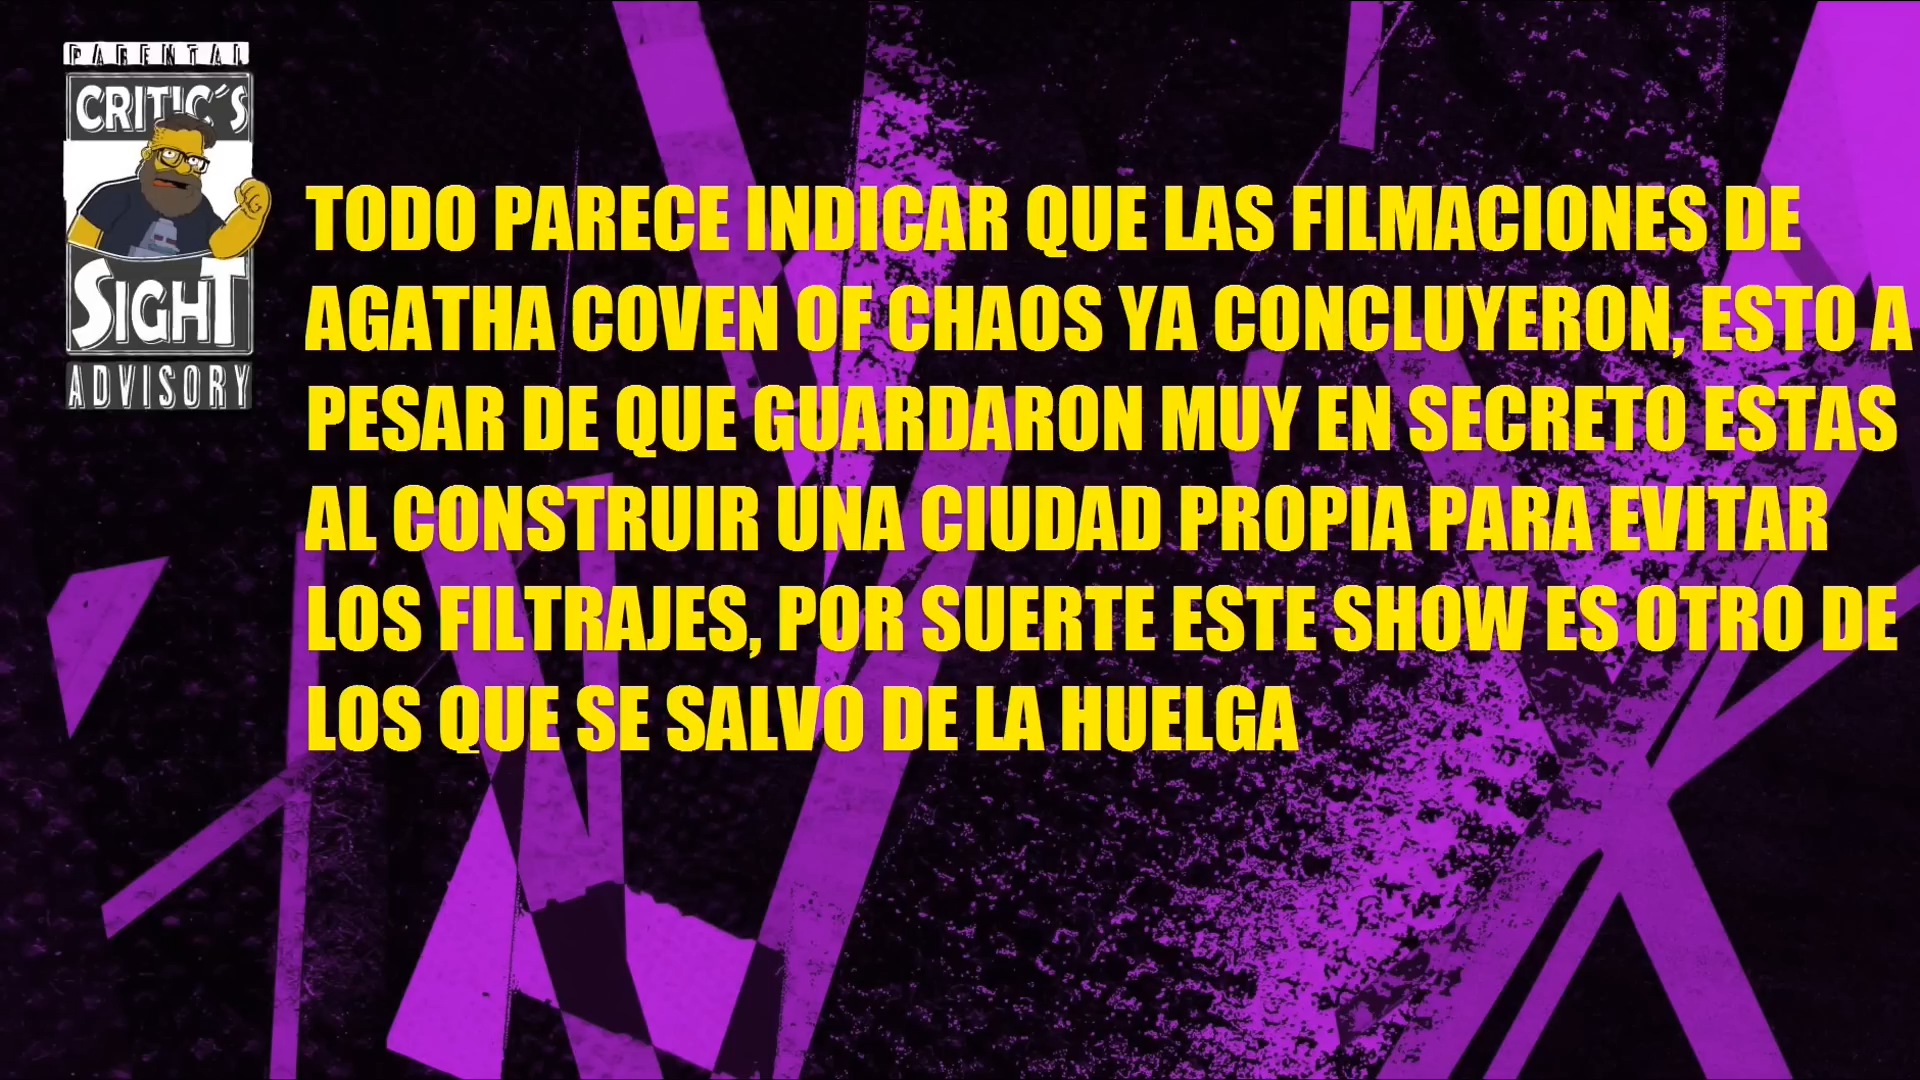 PARENTAL
CRITIC´S
SIGHT
ADVISORY
TODO PARECE INDICAR QUE LAS FILMACIONES DE
AGATHA COVEN OF CHAOS YA CONCLUYERON, ESTO A
PESAR DE QUE GUARDARON MUY EN SECRETO ESTAS
AL CONSTRUIR UNA CIUDAD PROPIA PARA EVITAR
LOS FILTRAJES, POR SUERTE ESTE SHOW ES OTRO DE
LOS QUE SE SALVO DE LA HUELGA